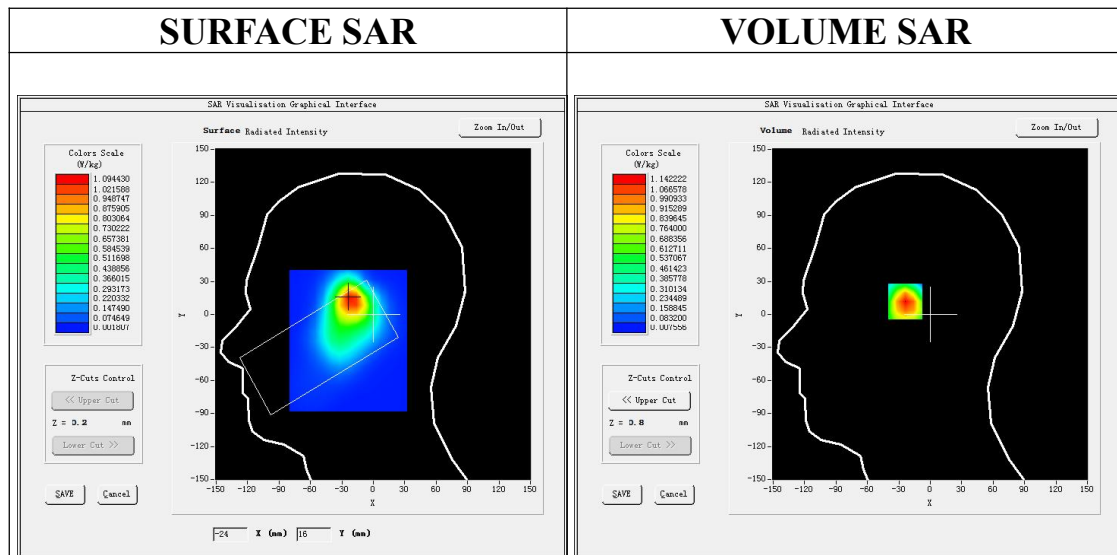 SURFACE SAR
VOLUME SAR
SAR Visualisation Graphical Interface
Surface Radiated Intensity
Zoom In/Out
Colors Scale
(W/kg)
1.094430
1.021588
0.948747
0.875905
0.803064
0.730222
0.657381
0.584539
0.511698
0.438856
0.366015
0.293173
0.220332
0.147490
0.074649
0.001807
Z-Cuts Control
<< Upper Cut
Z = 0.2 mm
Lower Cut >>
SAVE Cancel
150
120
90
60
30
0
-30
-60
-90
-120
-150
Y
-150 -120 -90 -60 -30 0 30 60 90 120 150
X
-24 X (mm) 16 Y (mm)
SAR Visualisation Graphical Interface
Volume Radiated Intensity
Zoom In/Out
Colors Scale
(W/kg)
1.142222
1.066578
0.990933
0.915289
0.839645
0.764000
0.688356
0.612711
0.537067
0.461423
0.385778
0.310134
0.234489
0.158845
0.083200
0.007556
Z-Cuts Control
<< Upper Cut
Z = 0.8 mm
Lower Cut >>
SAVE Cancel
150
120
90
60
30
0
-30
-60
-90
-120
-150
Y
-150 -120 -90 -60 -30 0 30 60 90 120 150
X